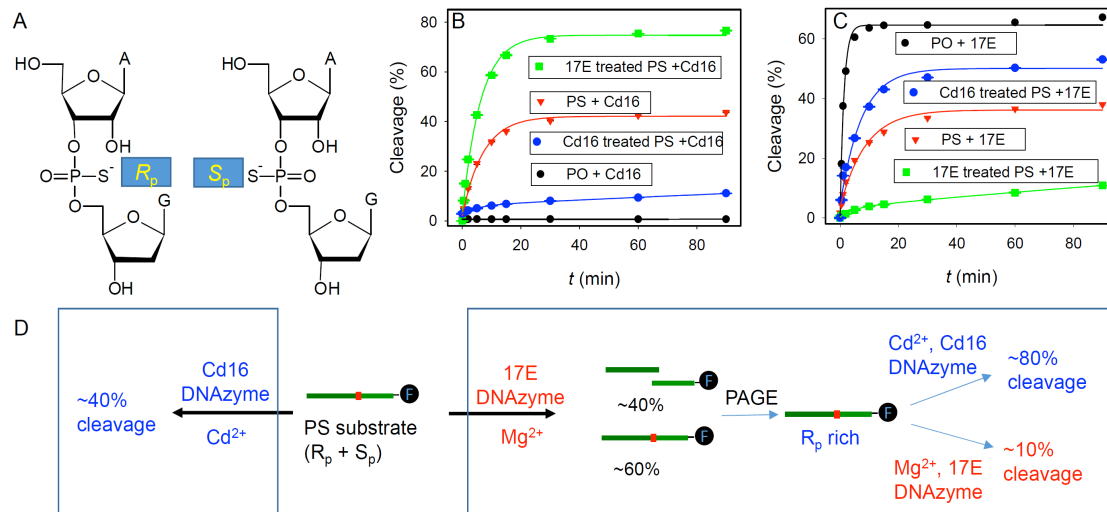 A
HO
O
A
O
OH
O=P-S-
Rp
O
O
G
OH
HO
O
A
O
OH
Sp
-S-P=O
O
O
G
OH
B
Cleavage (%)
80
60
40
20
0
17E treated PS +Cd16
PS + Cd16
Cd16 treated PS +Cd16
PO + Cd16
0 20 40 60 80
t (min)
C
Cleavage (%)
60
40
20
0
PO + 17E
Cd16 treated PS +17E
PS + 17E
17E treated PS +17E
0 20 40 60 80
t (min)
D
~40%
cleavage
Cd16
DNAzyme
Cd2+
F
PS substrate
(Rp + Sp)
17E
DNAzyme
Mg2+
F
~40%
F
~60%
PAGE
F
Rp rich
Cd2+, Cd16
DNAzyme
~80%
cleavage
Mg2+, 17E
DNAzyme
~10%
cleavage